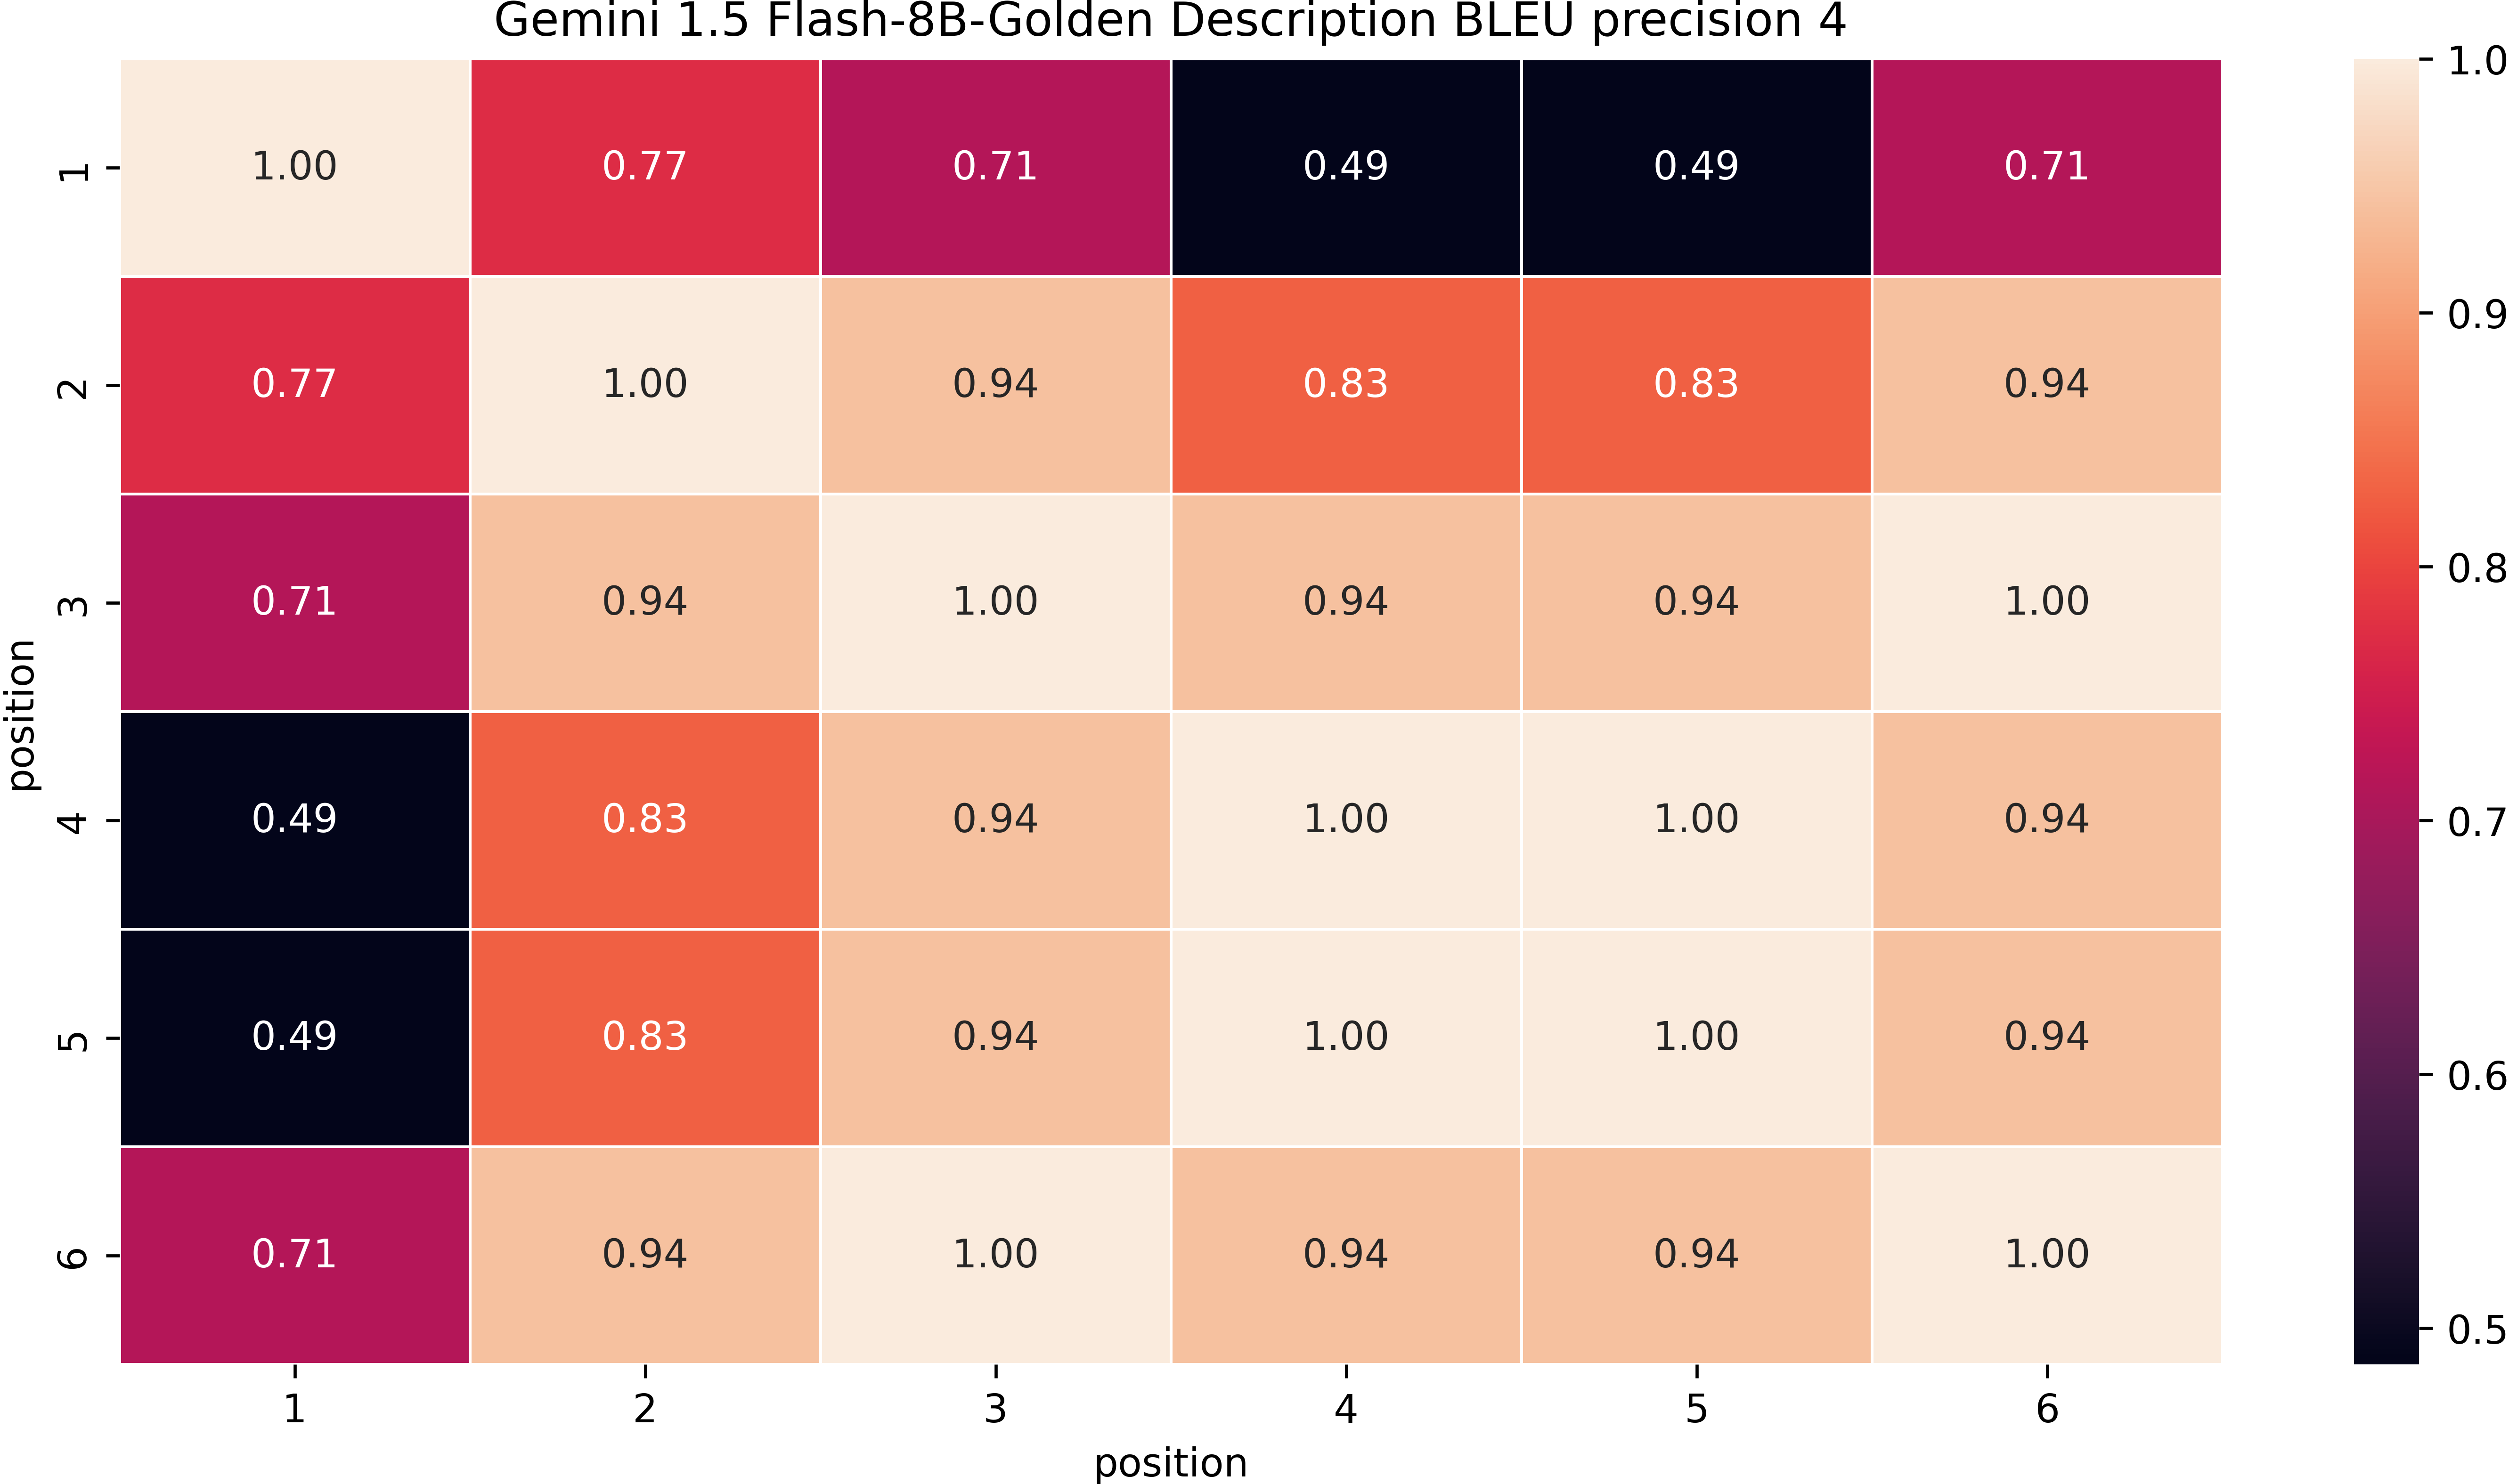 Gemini 1.5 Flash-8B-Golden Description BLEU precision 4
1 1.00 0.77 0.71 0.49 0.49 0.71
2 0.77 1.00 0.94 0.83 0.83 0.94
3 0.71 0.94 1.00 0.94 0.94 1.00
4 0.49 0.83 0.94 1.00 1.00 0.94
5 0.49 0.83 0.94 1.00 1.00 0.94
6 0.71 0.94 1.00 0.94 0.94 1.00
position
1 2 3 4 5 6
position
1.0
0.9
0.8
0.7
0.6
0.5